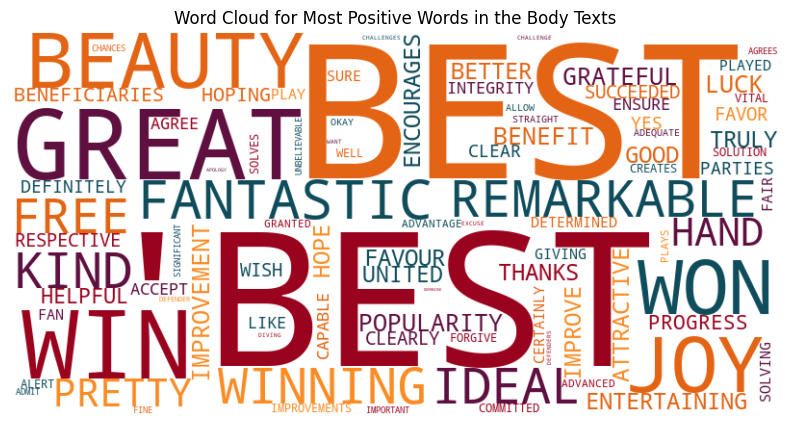 Word Cloud for Most Positive Words in the Body Texts
BEAUTY
CHANCES
BEST
CHALLENGES
CHALLENGE
AGREES
BENEFICIARIES
HOPING
PLAY
SURE
ENCOURAGES
BETTER
INTEGRITY
GRATEFUL
SUCCEEDED
ENSURE
PLAYED
LUCK
VITAL
FAVOR
GREAT
AGREE
SOLVES
UNBELIEVABLE
OKAY
WANT
WELL
APOLOGY
ALLOW
STRAIGHT
BENEFIT
CLEAR
YES
ADEQUATE
GOOD
CREATES
TRULY
SOLUTION
PARTIES
FAIR
DEFINITELY
FANTASTIC
REMARKABLE
FREE
RESPECTIVE
SIGNIFICANT
GRANTED
ADVANTAGE
EXCUSE
DETERMINED
HAND
KIND
'BEST
IMPROVEMENT
HOPE
WISH
FAVOUR
UNITED
GIVING
THANKS
PLAYS
WON
HELPFUL
ACCEPT
DEFENDER
FAN
WIN
LIKE
DIVING
CAPABLE
POPULARITY
CLEARLY
FORGIVE
CERTAINLY
DEFENDERS
IMPROVE
ATTRACTIVE
PROGRESS
JOY
SOLVING
ALERT
ADMIT
PRETTY
FINE
WINNING
IMPROVEMENTS
IMPORTANT
IDEAL
ADVANCED
COMMITTED
ENTERTAINING